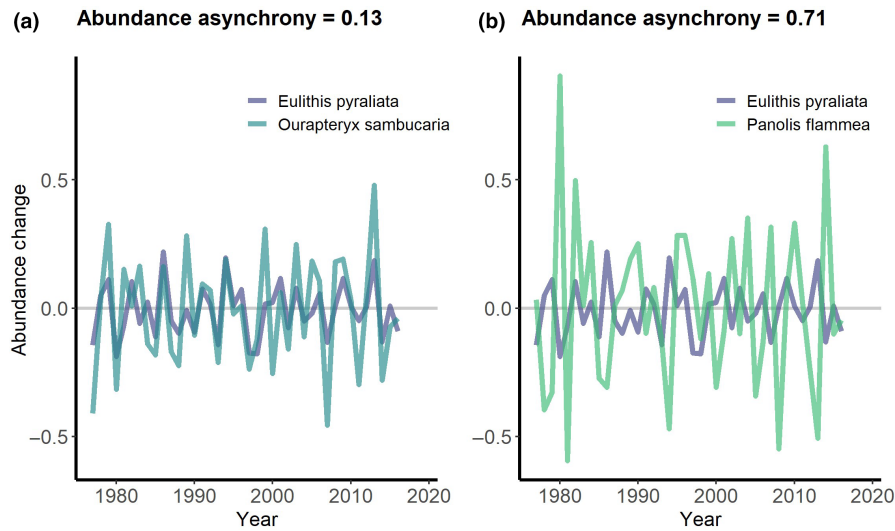 (a) Abundance asynchrony = 0.13
Eulithis pyraliata
Ourapteryx sambucaria
Abundance change
0.5
0.0
−0.5
1980 1990 2000 2010 2020
Year
(b) Abundance asynchrony = 0.71
Eulithis pyraliata
Panolis flammea
0.5
0.0
−0.5
1980 1990 2000 2010 2020
Year